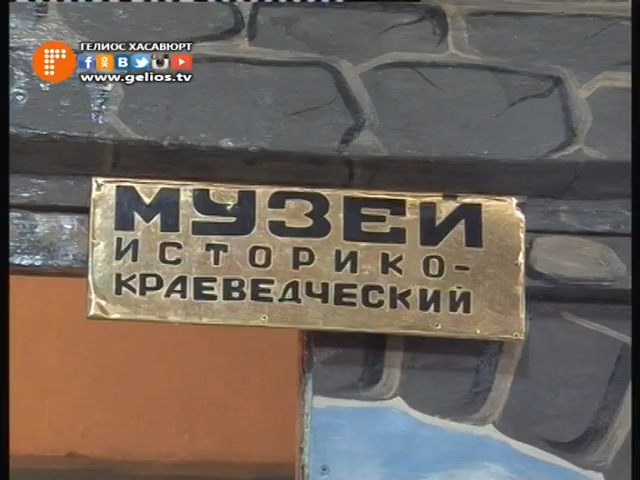 ГЕЛИОС ХАСАВЮРТ
www.gelios.tv
МУЗЕЙ
ИСТОРИКО-
КРАЕВЕДЧЕСКИЙ